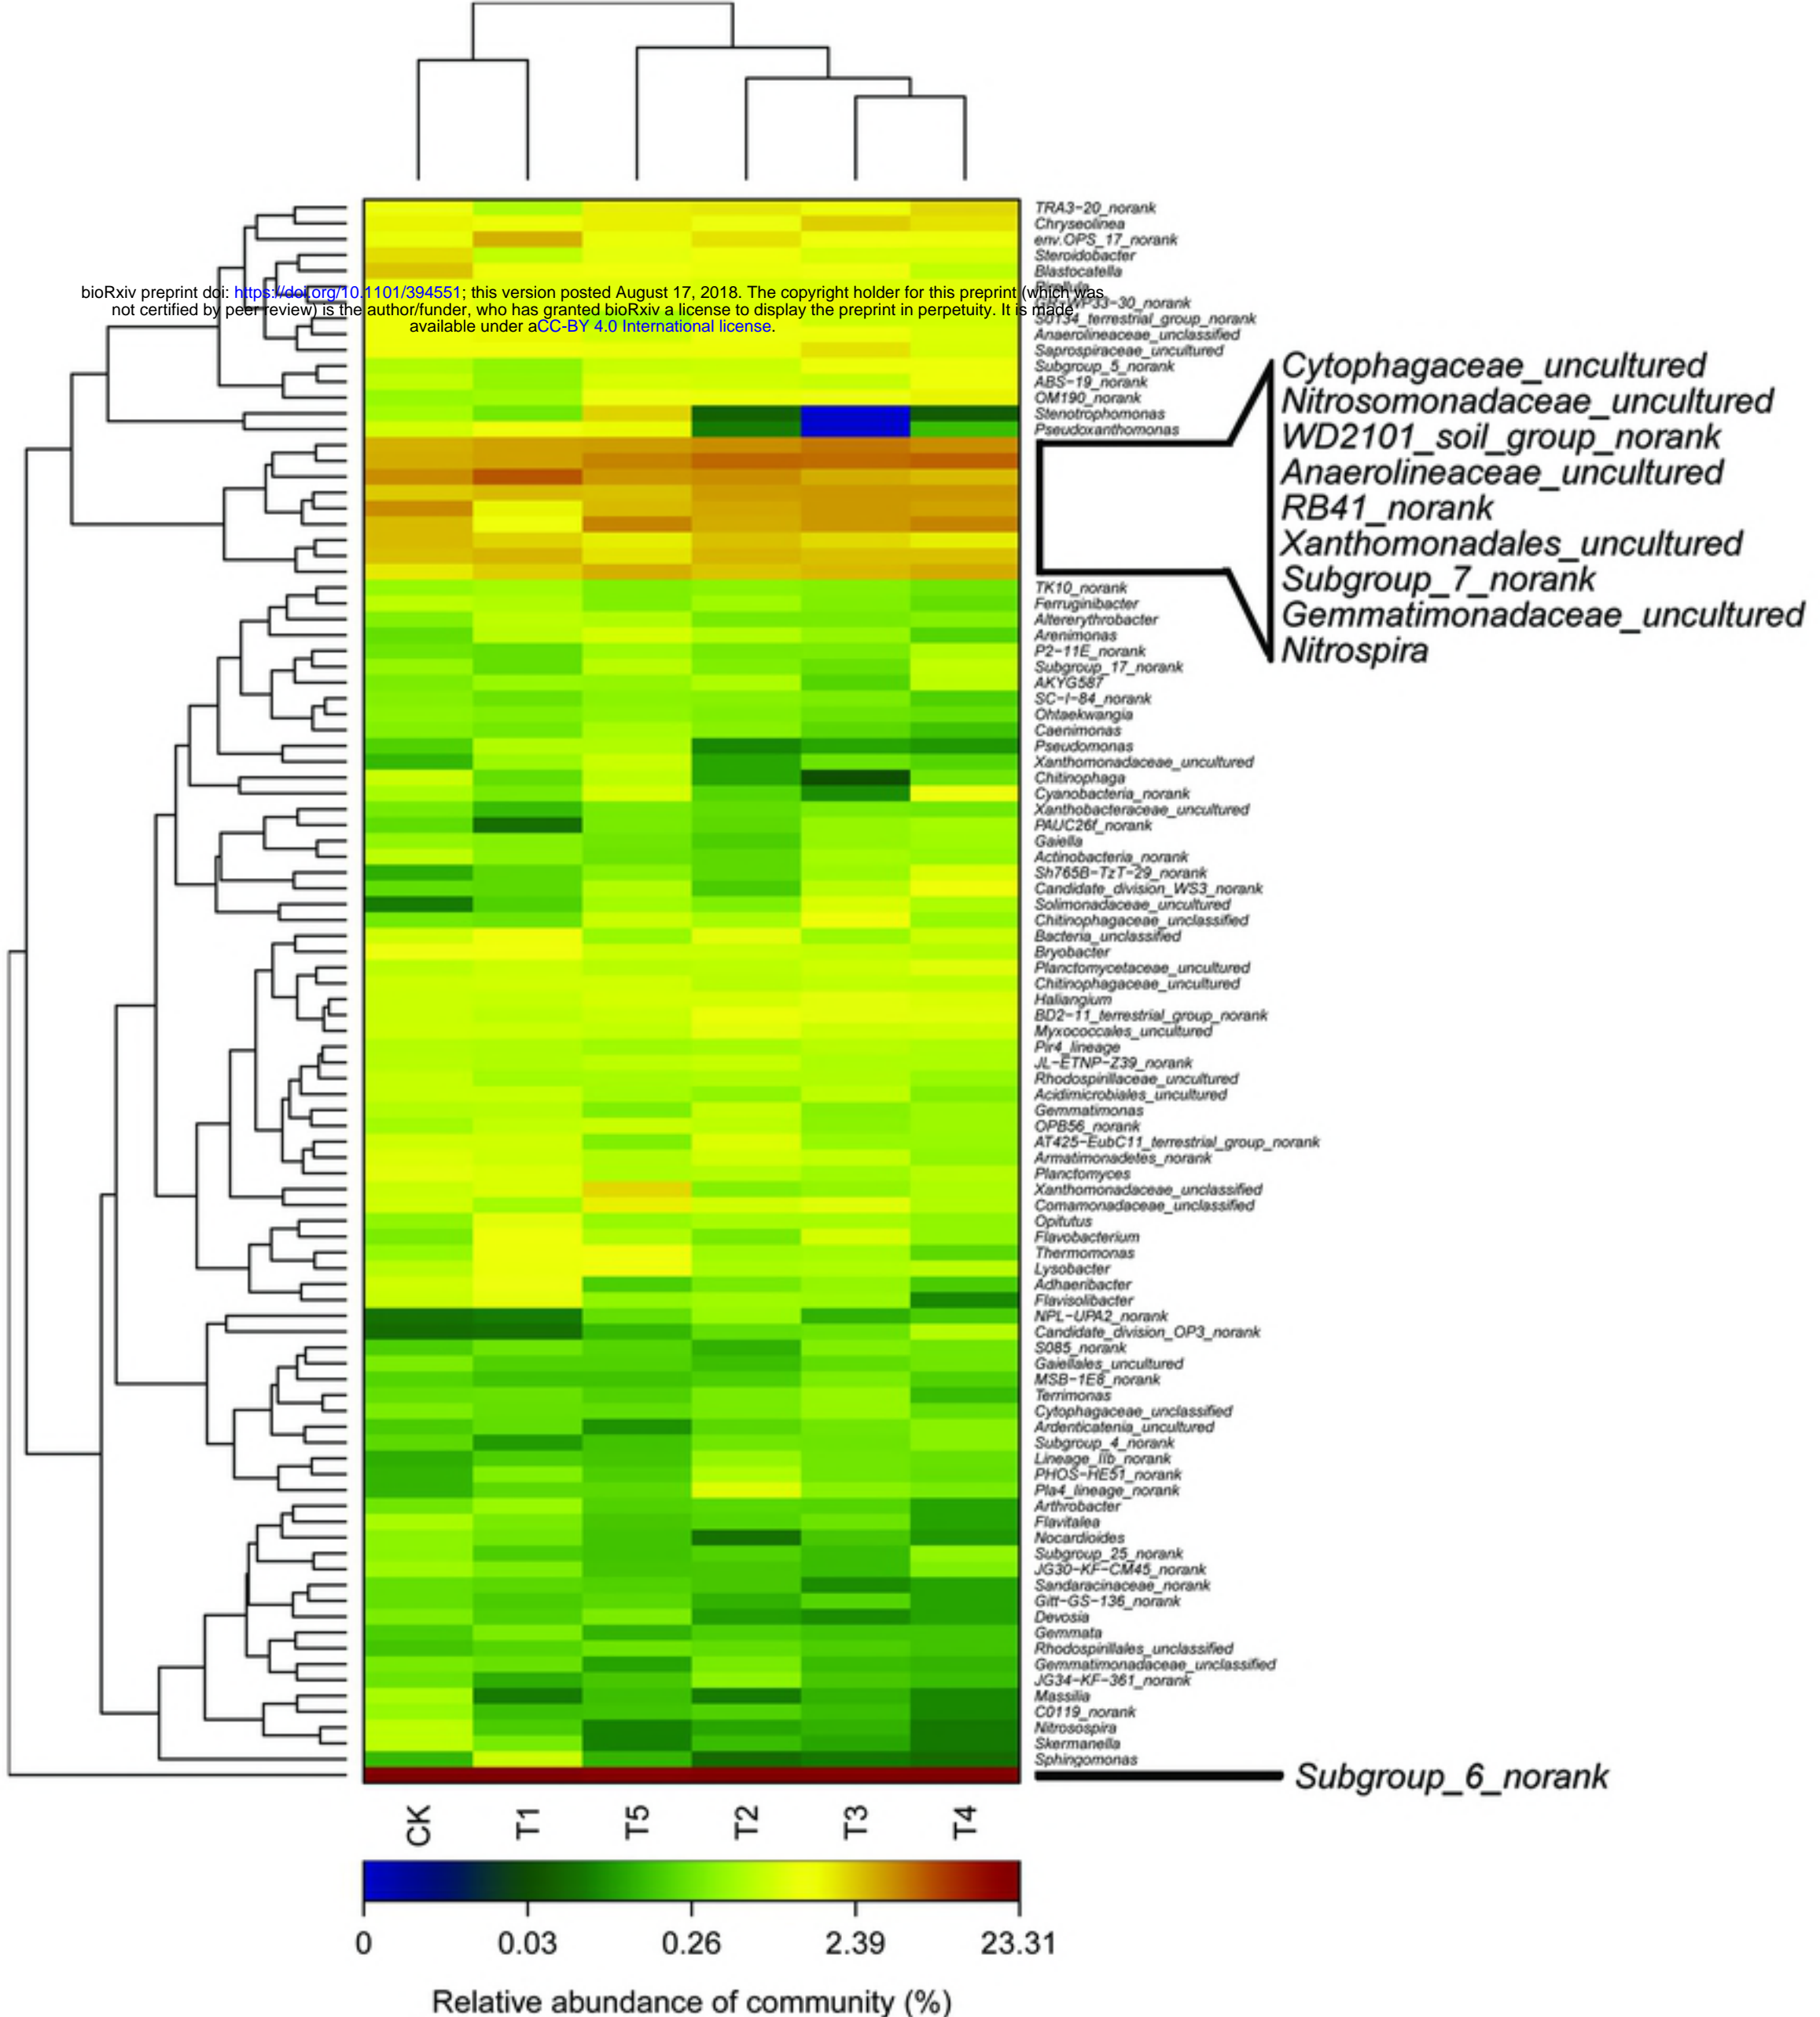 TRA3-20_norank
Chryseolinea
env.OPS_17_norank
Steroidobacter
Blastocatella
bioRxiv preprint doi: https://doi.org/10.1101/394551; this version posted August 17, 2018. The copyright holder for this preprint (which was
not certified by peer review) is the author/funder, who has granted bioRxiv a license to display the preprint in perpetuity. It is made
available under aCC-BY 4.0 International license.
S0134_terrestrial_group_norank
Anaerolineaceae_unclassified
Saprospiraceae_uncultured
Subgroup_5_norank
ABS-19_norank
OM190_norank
Stenotrophomonas
Pseudoxanthomonas
Cytophagaceae_uncultured
Nitrosomonadaceae_uncultured
WD2101_soil_group_norank
Anaerolineaceae_uncultured
RB41_norank
Xanthomonadales_uncultured
Subgroup_7_norank
Gemmatimonadaceae_uncultured
Nitrospira
TK10_norank
Ferruginibacter
Altererythrobacter
Arenimonas
P2-11E_norank
Subgroup_17_norank
AKYG587
SC-I-84_norank
Ohtaekwangia
Caenimonas
Pseudomonas
Xanthomonadaceae_uncultured
Chitinophaga
Cyanobacteria_norank
Xanthobacteraceae_uncultured
PAUC26f_norank
Gaiella
Actinobacteria_norank
Sh765B-TzT-29_norank
Candidate_division_WS3_norank
Solimonadaceae_uncultured
Chitinophagaceae_unclassified
Bacteria_unclassified
Bryobacter
Planctomycetaceae_uncultured
Chitinophagaceae_uncultured
Haliangium
BD2-11_terrestrial_group_norank
Myxococcales_uncultured
Pir4_lineage
JL-ETNP-Z39_norank
Rhodospirillaceae_uncultured
Acidimicrobiales_uncultured
Gemmatimonas
OPB56_norank
AT425-EubC11_terrestrial_group_norank
Armatimonadetes_norank
Planctomyces
Xanthomonadaceae_unclassified
Comamonadaceae_unclassified
Opitutus
Flavobacterium
Thermomonas
Lysobacter
Adhaeribacter
Flavisolibacter
NPL-UPA2_norank
Candidate_division_OP3_norank
S085_norank
Gaiellales_uncultured
MSB-1E8_norank
Terrimonas
Cytophagaceae_unclassified
Ardenticatenia_uncultured
Subgroup_4_norank
Lineage_IIb_norank
PHOS-HE51_norank
Pla4_lineage_norank
Arthrobacter
Flavitalea
Nocardioides
Subgroup_25_norank
JG30-KF-CM45_norank
Sandaracinaceae_norank
Gitt-GS-136_norank
Devosia
Gemmata
Rhodospirillales_unclassified
Gemmatimonadaceae_unclassified
JG34-KF-361_norank
Massilia
C0119_norank
Nitrosospira
Skermanella
Sphingomonas
Subgroup_6_norank
CK T1 T5 T2 T3 T4
0 0.03 0.26 2.39 23.31
Relative abundance of community (%)